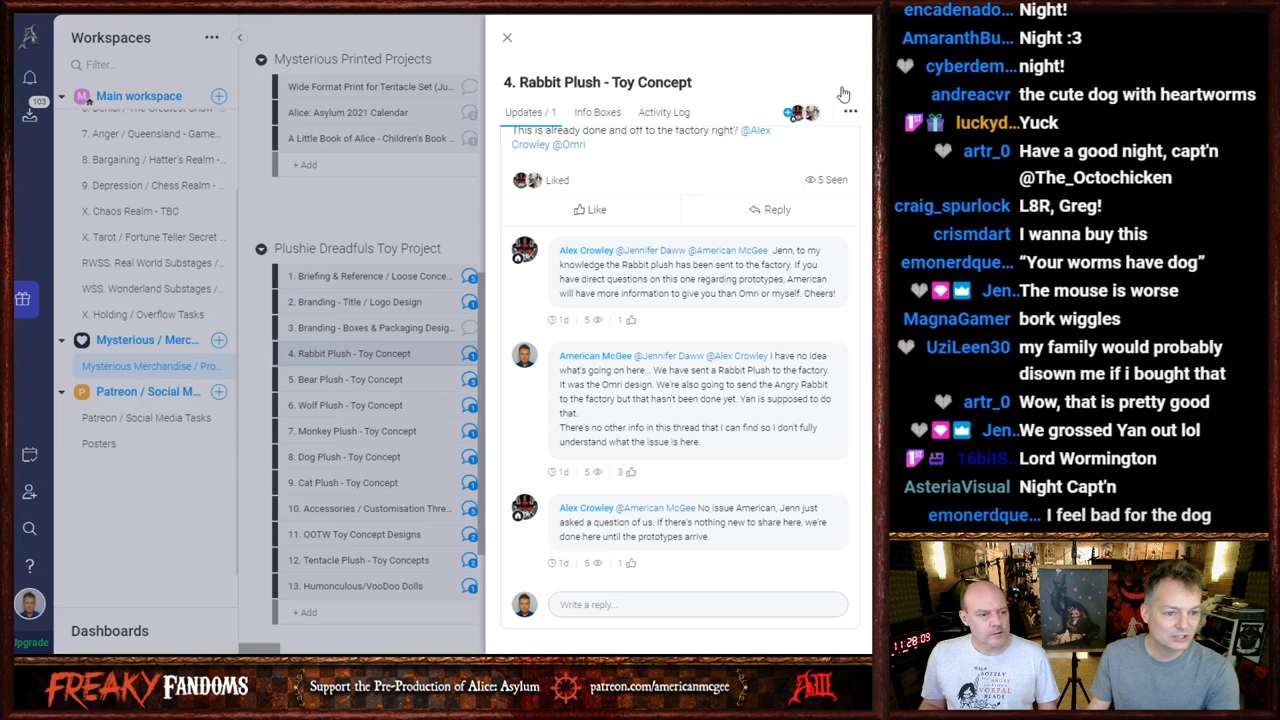 Workspaces
Filter...
103
Main workspace
7. Anger / Queensland - Game...
8. Bargaining / Hatter's Realm - ...
9. Depression / Chess Realm - ...
X. Chaos Realm - TBC
X. Tarot / Fortune Teller Secret ...
RWSS. Real World Substages /...
WSS. Wonderland Substages /...
X. Holding / Overflow Tasks
Mysterious / Merc...
Mysterious Merchandise / Pro...
P
Patreon / Social M...
Patreon / Social Media Tasks
Posters
?
Upgrade
Dashboards
Mysterious Printed Projects
Wide Format Print for Tentacle Set (Ju...
Alice: Asylum 2021 Calendar
A Little Book of Alice - Children's Book ...
+ Add
Plushie Dreadfuls Toy Project
1. Briefing & Reference / Loose Conce...
2. Branding - Title / Logo Design
3. Branding - Boxes & Packaging Desig...
4. Rabbit Plush - Toy Concept
5. Bear Plush - Toy Concept
6. Wolf Plush - Toy Concept
7. Monkey Plush - Toy Concept
8. Dog Plush - Toy Concept
9. Cat Plush - Toy Concept
10. Accessories / Customisation Thre...
11. OOTW Toy Concept Designs
12. Tentacle Plush - Toy Concepts
13. Humonculous/VooDoo Dolls
+ Add
4. Rabbit Plush - Toy Concept
Updates / 1
Info Boxes
Activity Log
This is already done and off to the factory right? @Alex
Crowley @Omri
Liked
5 Seen
Like
Reply
Alex Crowley @Jennifer Daww @American McGee Jenn, to my
knowledge the Rabbit plush has been sent to the factory. If you
have direct questions on this one regarding prototypes, American
will have more information to give you than Omri or myself. Cheers!
1d 5 1
American McGee @Jennifer Daww @Alex Crowley I have no idea
what's going on here... We have sent a Rabbit Plush to the factory.
It was the Omri design. We're also going to send the Angry Rabbit
to the factory but that hasn't been done yet. Yan is supposed to do
that.
There's no other info in this thread that I can find so I don't fully
understand what the issue is here.
1d 5 3
Alex Crowley @American McGee No issue American, Jenn just
asked a question of us. If there's nothing new to share here, we're
done here until the prototypes arrive.
1d 5 1
Write a reply...
encadenado... Night!
AmaranthBu... Night :3
cyberdem... night!
andreacvr the cute dog with heartworms
luckyd... Yuck
artr_0 Have a good night, capt'n
@The_Octochicken
craig_spurlock L8R, Greg!
crismdart I wanna buy this
emonerdque... “Your worms have dog”
Jen.. The mouse is worse
MagnaGamer bork wiggles
UziLeen30 my family would probably
disown me if i bought that
artr_0 Wow, that is pretty good
Jen.. We grossed Yan out lol
16bitS... Lord Wormington
AsteriaVisual Night Capt'n
emonerdque... I feel bad for the dog
11:28:09
WALK
SOFTLY
VORPAL
BLADE
FREAKY FANDOMS
Support the Pre-Production of Alice: Asylum
patreon.com/americanmcgee